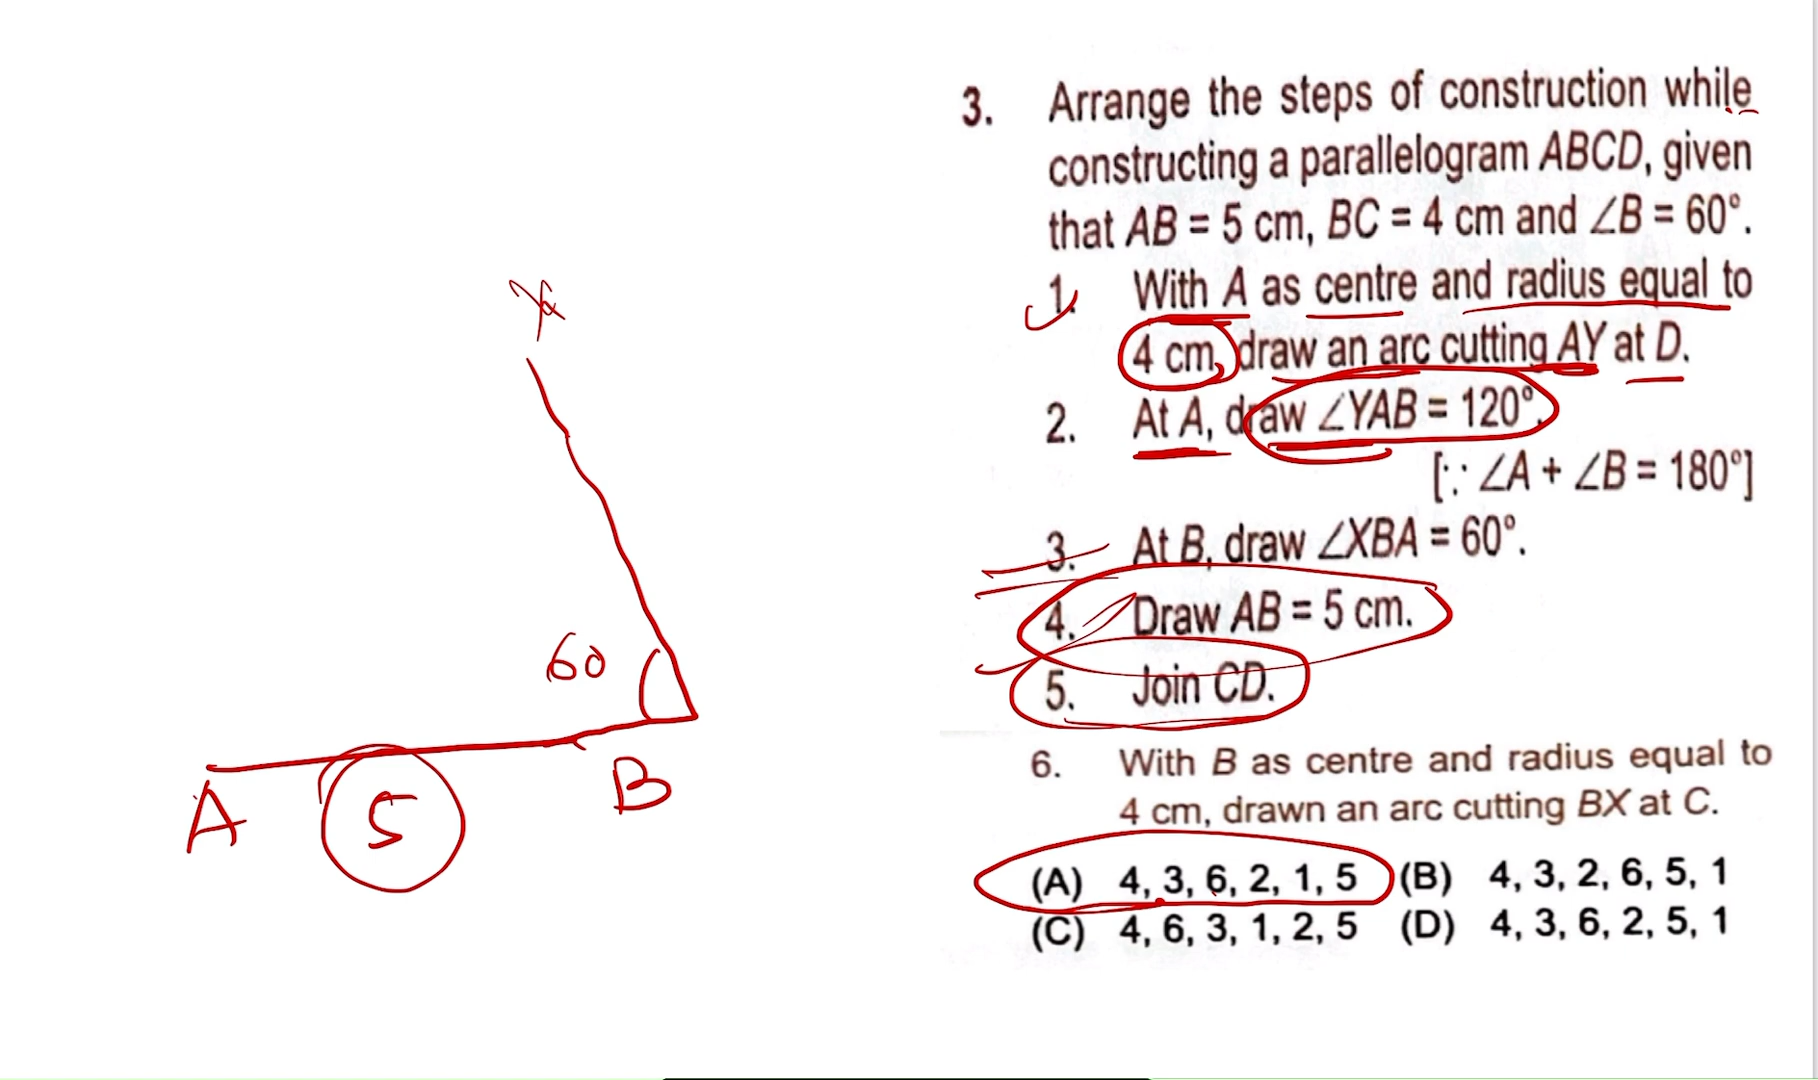 3. Arrange the steps of construction while
constructing a parallelogram ABCD, given
that AB = 5 cm, BC = 4 cm and ∠B = 60°.
1. With A as centre and radius equal to
4 cm, draw an arc cutting AY at D.
2. At A, draw ∠YAB = 120°.
[∵ ∠A + ∠B = 180°]
3. At B, draw ∠XBA = 60°.
4. Draw AB = 5 cm.
5. Join CD.
6. With B as centre and radius equal to
4 cm, drawn an arc cutting BX at C.
(A) 4, 3, 6, 2, 1, 5 (B) 4, 3, 2, 6, 5, 1
(C) 4, 6, 3, 1, 2, 5 (D) 4, 3, 6, 2, 5, 1
60
A 5 B